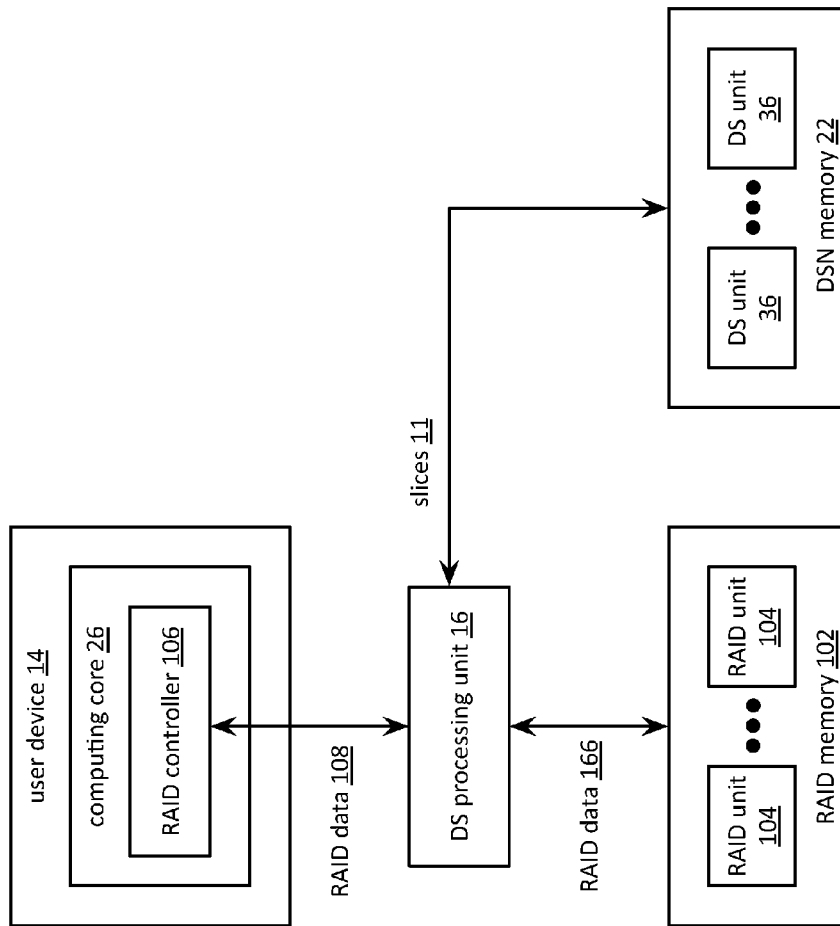 user device 14
computing core 26
RAID controller 106
RAID data 108
slices 11
DS processing unit 16
RAID data 166
RAID unit
104
RAID unit
104
RAID memory 102
DS unit
36
DS unit
36
DSN memory 22